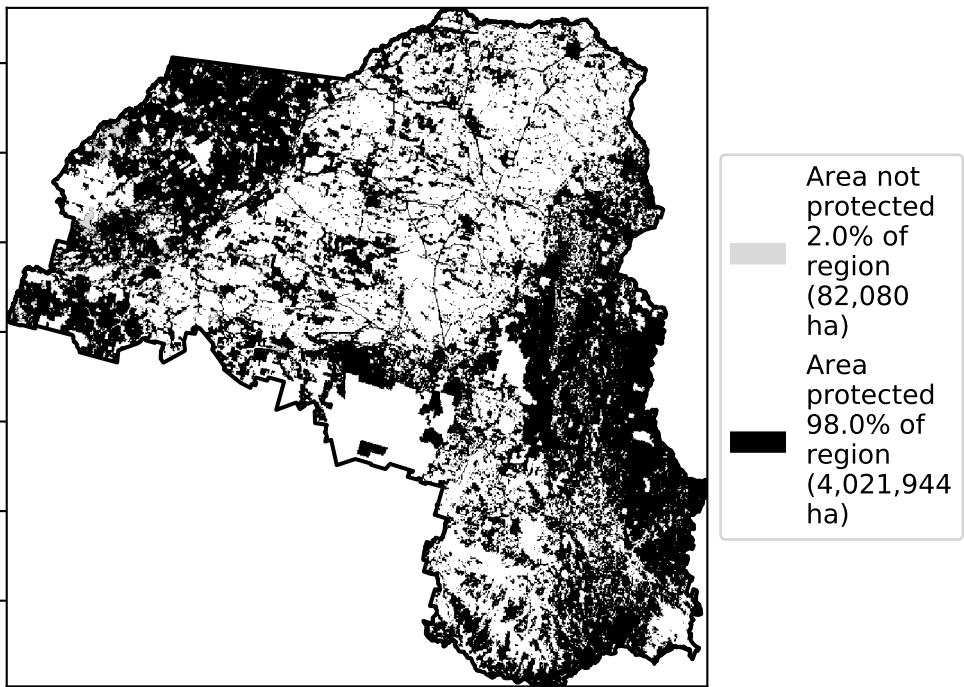 Area not
protected
2.0% of
region
(82,080
ha)
Area
protected
98.0% of
region
(4,021,944
ha)